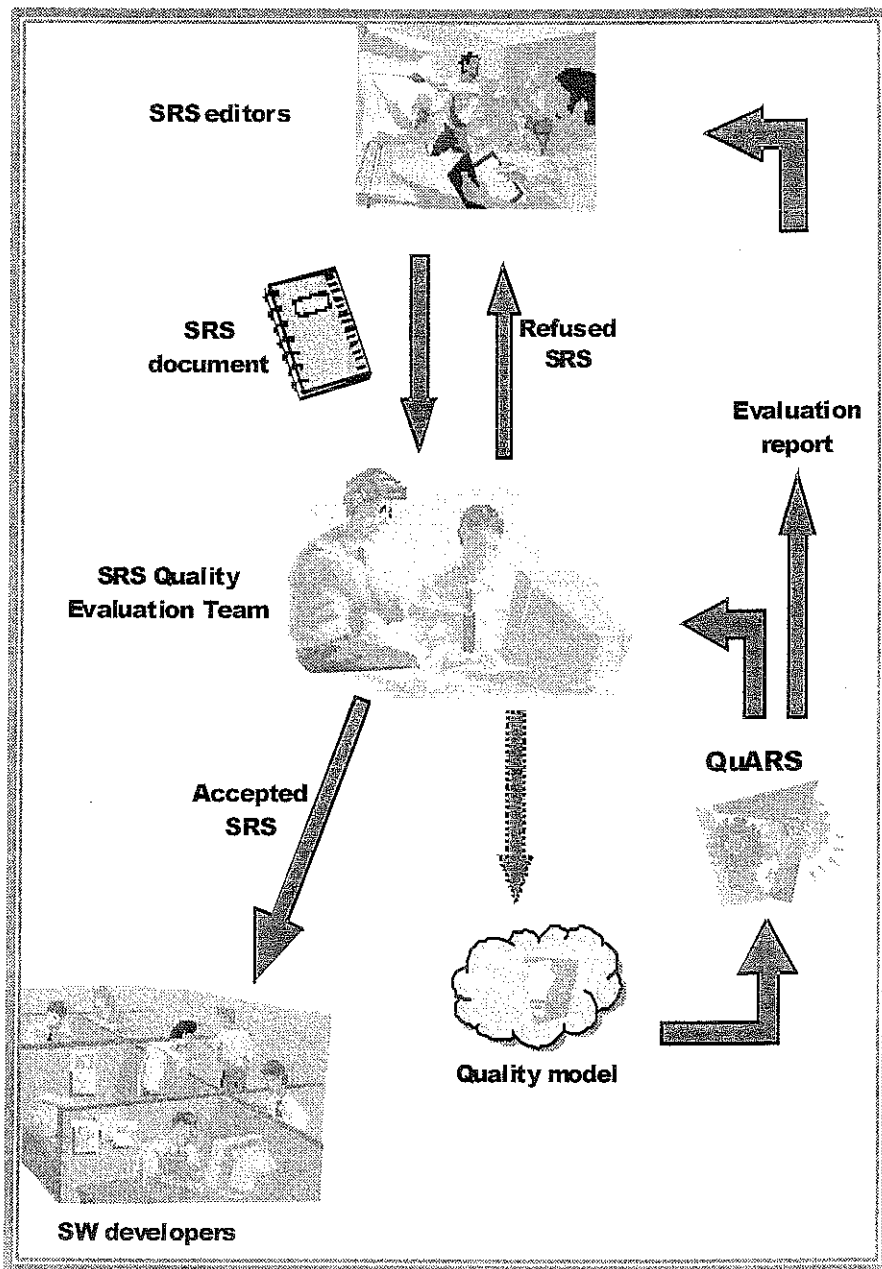 SRS editors
SRS
document
Refused
SRS
Evaluation
report
SRS Quality
Evaluation Team
QuARS
Accepted
SRS
Quality model
SW developers